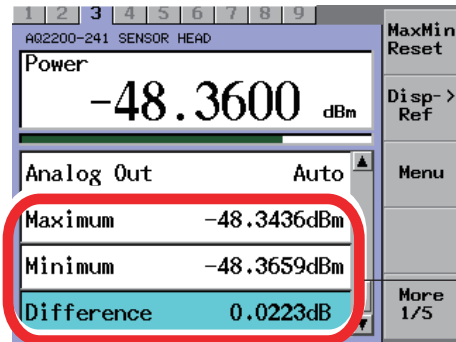 1 2 3 4 5 6 7 8 9
AQ2200-241 SENSOR HEAD
Power
-48.3600 dBm
Analog Out Auto
Maximum -48.3436dBm
Minimum -48.3659dBm
Difference 0.0223dB
MaxMin
Reset
Disp->
Ref
Menu
More
1/5